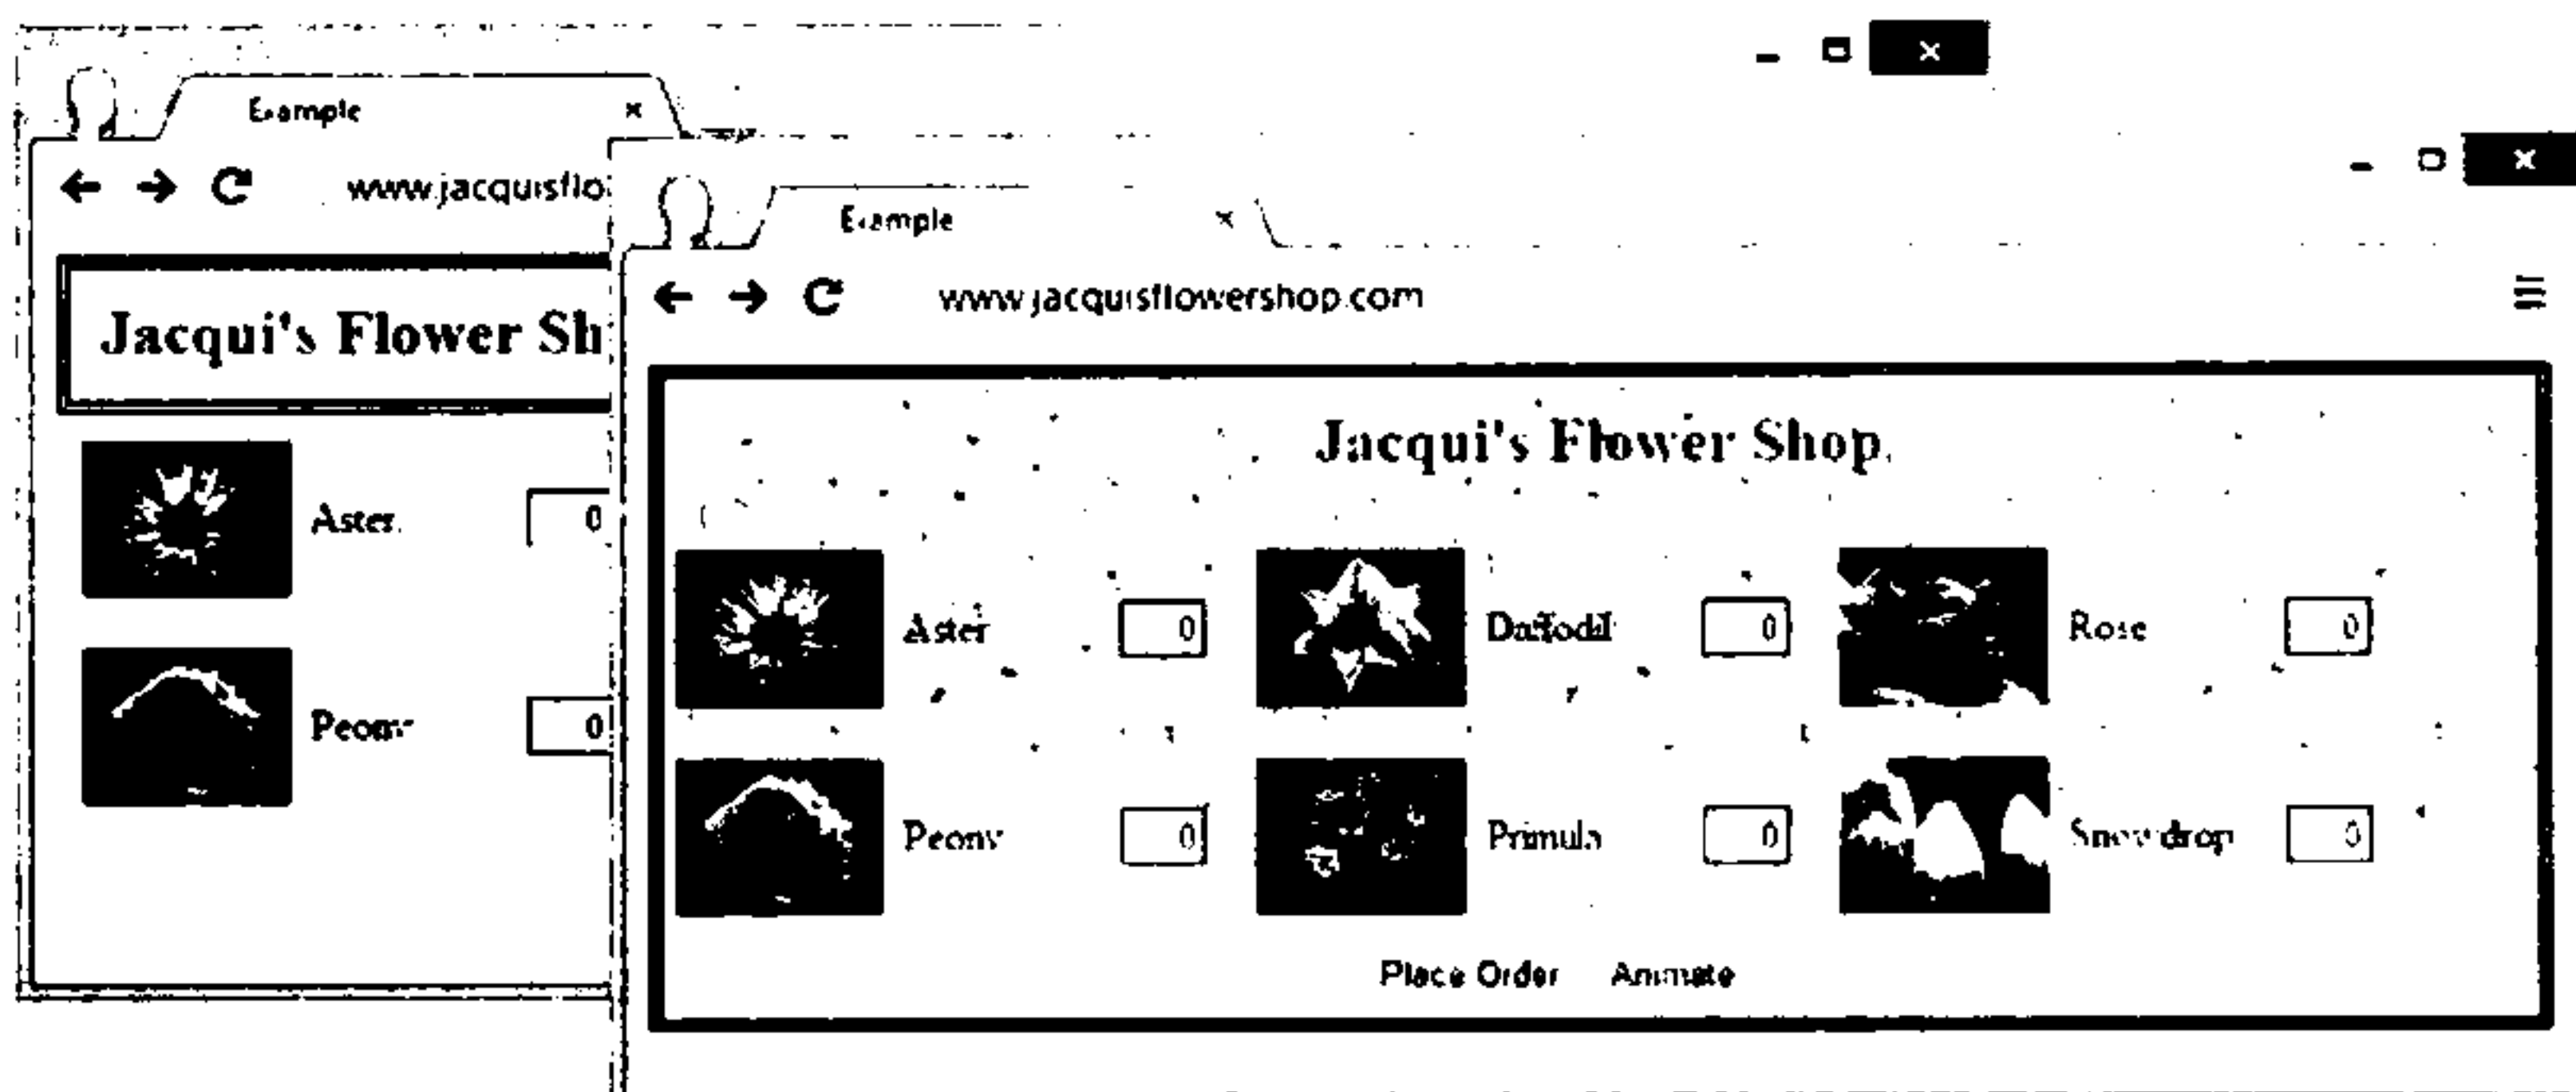 Example
www.jacquisflo
Jacqui's Flower Sh
Aster 0
Peony 0
Example
www.jacquisflowershop.com
Jacqui's Flower Shop
Aster 0 Daffodil 0 Rose 0
Peony 0 Primula 0 Snowdrop 0
Place Order Animate